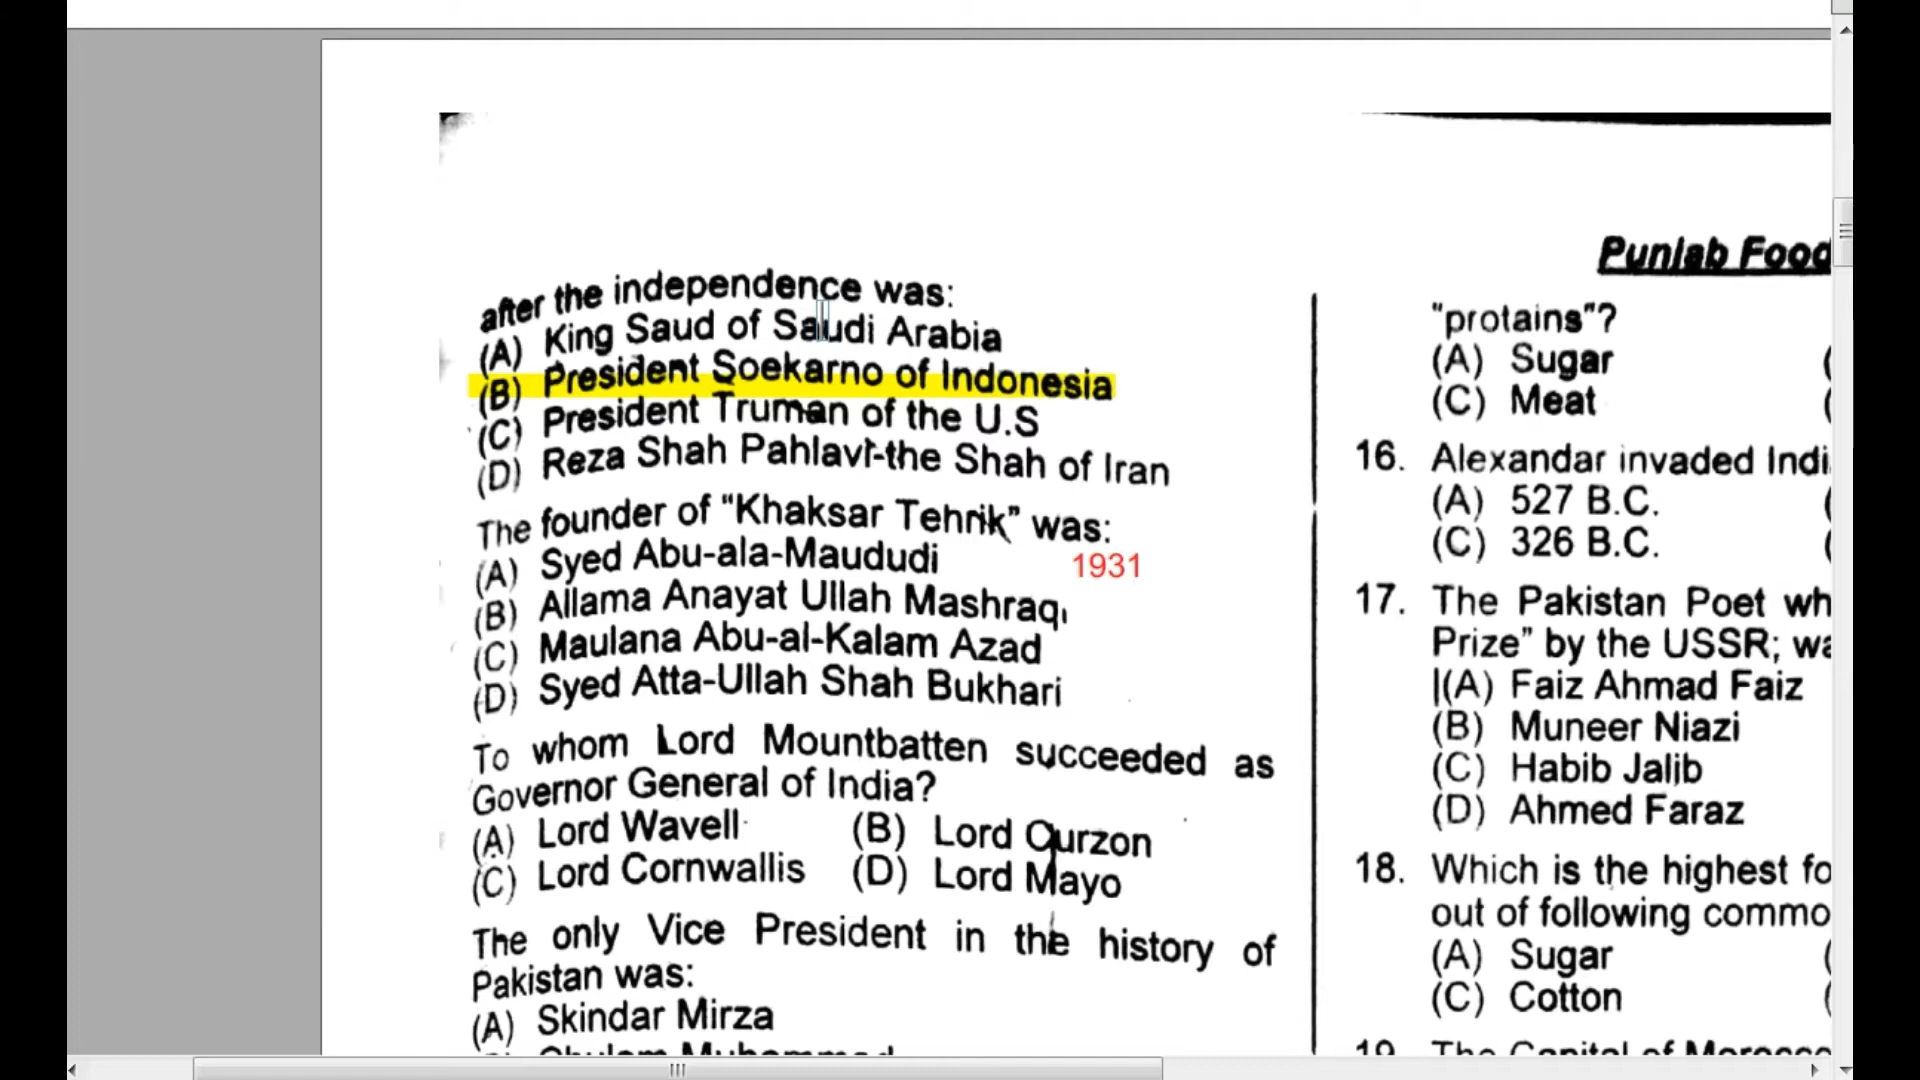 after the independence was:
(A) King Saud of Saudi Arabia
(B) President Soekarno of Indonesia
(C) President Truman of the U.S
(D) Reza Shah Pahlavi-the Shah of Iran
The founder of "Khaksar Tehrik" was:
(A) Syed Abu-ala-Maududi
1931
(B) Allama Anayat Ullah Mashraqi
(C) Maulana Abu-al-Kalam Azad
(D) Syed Atta-Ullah Shah Bukhari
To whom Lord Mountbatten succeeded as
Governor General of India?
(A) Lord Wavell (B) Lord Curzon
(C) Lord Cornwallis (D) Lord Mayo
The only Vice President in the history of
Pakistan was:
(A) Skindar Mirza
Punjab Food
"protains"?
(A) Sugar
(C) Meat
16. Alexandar invaded Indi
(A) 527 B.C.
(C) 326 B.C.
17. The Pakistan Poet wh
Prize" by the USSR; wa
(A) Faiz Ahmad Faiz
(B) Muneer Niazi
(C) Habib Jalib
(D) Ahmed Faraz
18. Which is the highest fo
out of following commo
(A) Sugar
(C) Cotton
19. The Capital of Morocco